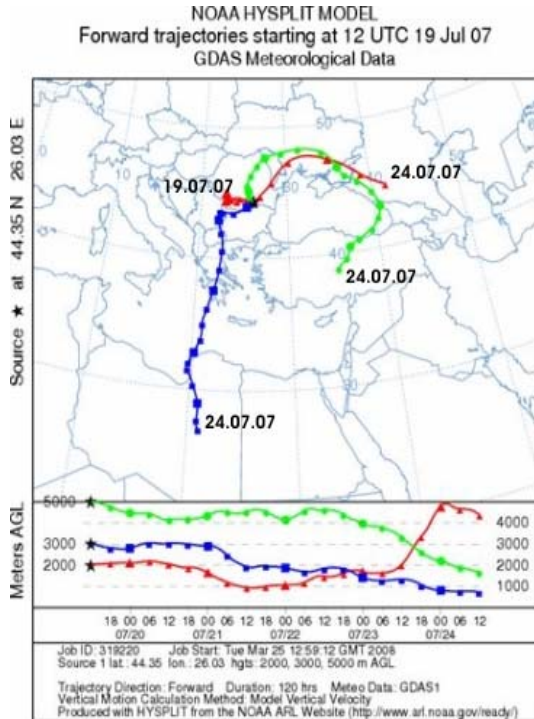 NOAA HYSPLIT MODEL
Forward trajectories starting at 12 UTC 19 Jul 07
GDAS Meteorological Data
Source ★ at 44.35 N 26.03 E
50
0
10
19.07.07
24.07.07
40
24.07.07
30
24.07.07
Meters AGL
5000
3000
2000
4000
3000
2000
1000
18 00 06 12 18 00 06 12 18 00 06 12 18 00 06 12 18 00 06 12
07/20 07/21 07/22 07/23 07/24
Job ID: 319220 Job Start: Tue Mar 25 12:59:12 GMT 2008
Source 1 lat.: 44.35 lon.: 26.03 hgts: 2000, 3000, 5000 m AGL
Trajectory Direction: Forward Duration: 120 hrs Meteo Data: GDAS1
Vertical Motion Calculation Method: Model Vertical Velocity
Produced with HYSPLIT from the NOAA ARL Website (http://www.arl.noaa.gov/ready/)